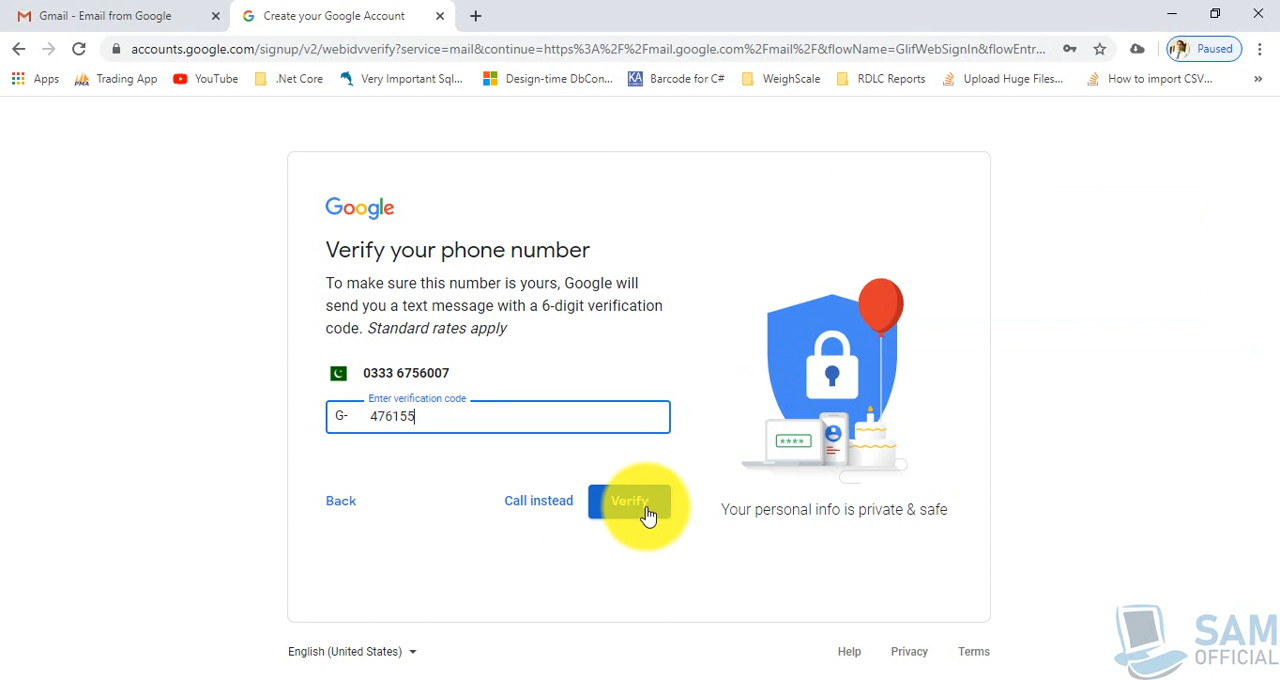 Gmail - Email from Google
Create your Google Account
accounts.google.com/signup/v2/webidvverify?service=mail&continue=https%3A%2F%2Fmail.google.com%2Fmail%2F&flowName=GlifWebSignIn&flowEntr...
Paused
Apps
Trading App
YouTube
.Net Core
Very Important Sql...
Design-time DbCon...
KA
Barcode for C#
WeighScale
RDLC Reports
Upload Huge Files...
How to import CSV...
»
Google
Verify your phone number
To make sure this number is yours, Google will
send you a text message with a 6-digit verification
code. Standard rates apply
0333 6756007
Enter verification code
G- 476155
Back
Call instead
Verify
****
Your personal info is private & safe
English (United States)
Help
Privacy
Terms
SAM
OFFICIAL